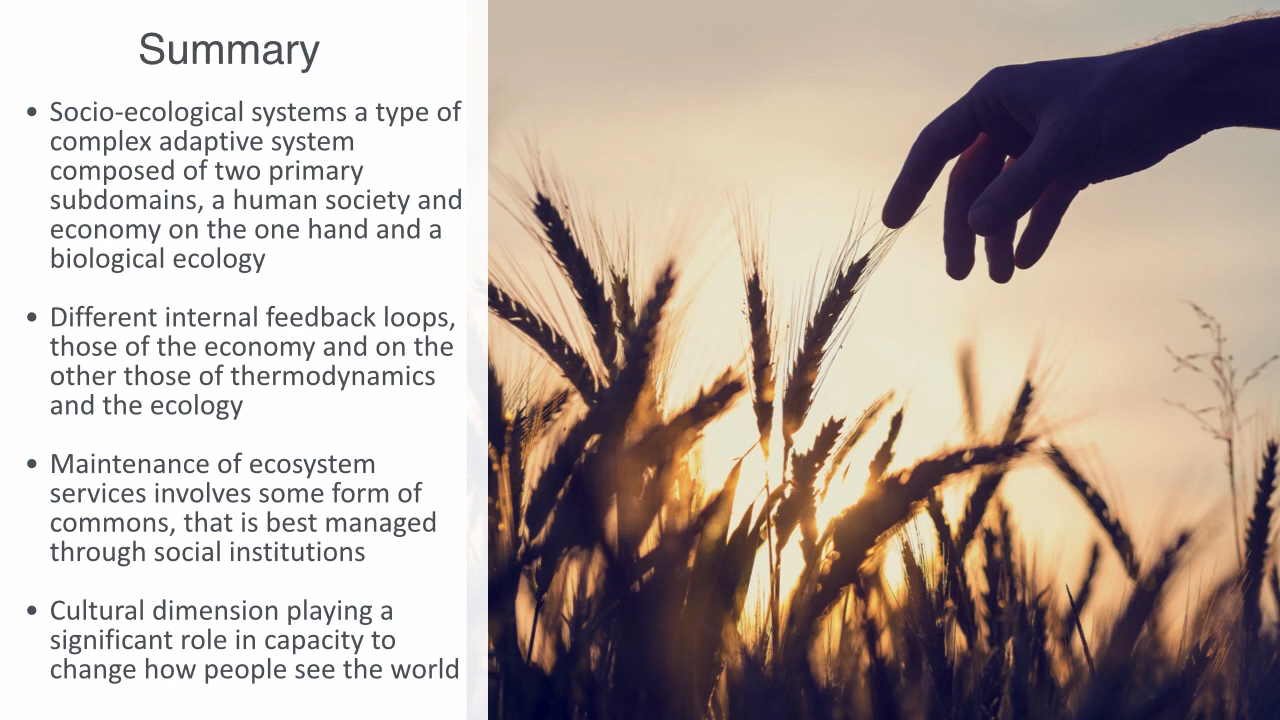 Summary
• Socio-ecological systems a type of
complex adaptive system
composed of two primary
subdomains, a human society and
economy on the one hand and a
biological ecology
• Different internal feedback loops,
those of the economy and on the
other those of thermodynamics
and the ecology
• Maintenance of ecosystem
services involves some form of
commons, that is best managed
through social institutions
• Cultural dimension playing a
significant role in capacity to
change how people see the world